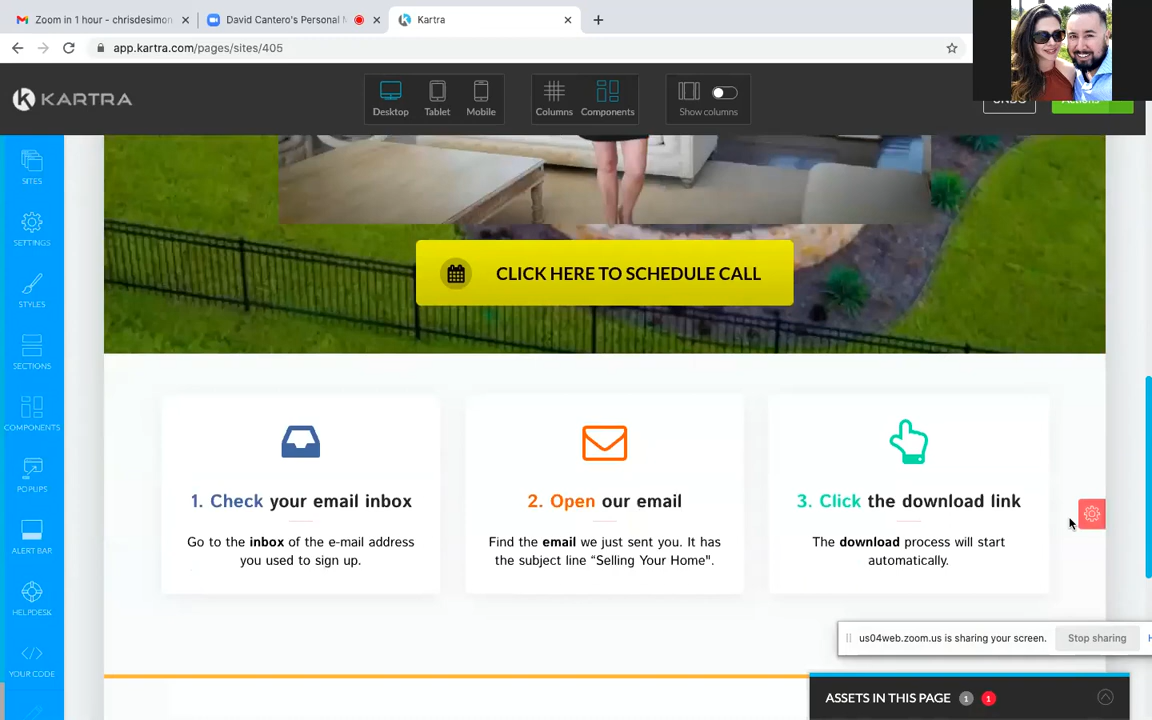 Zoom in 1 hour - chrisdesimon
David Cantero's Personal
Kartra
app.kartra.com/pages/sites/405
KARTRA
Desktop
Tablet
Mobile
Columns
Components
Show columns
UNDO
Actions
SITES
SETTINGS
STYLES
SECTIONS
COMPONENTS
POPUPS
ALERT BAR
HELPDESK
YOUR CODE
CLICK HERE TO SCHEDULE CALL
1. Check your email inbox
Go to the inbox of the e-mail address
you used to sign up.
2. Open our email
Find the email we just sent you. It has
the subject line “Selling Your Home".
3. Click the download link
The download process will start
automatically.
us04web.zoom.us is sharing your screen.
Stop sharing
ASSETS IN THIS PAGE 1 1